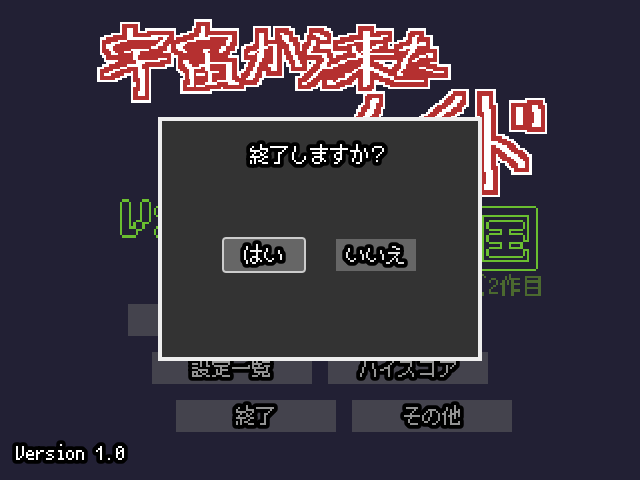 宇宙から来た
終了しますか?
はい いいえ
2作目
設定一覧 ハイスコア
終了 その他
Version 1.0